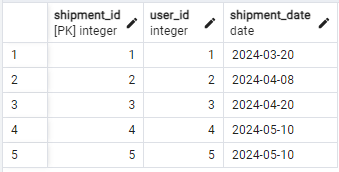 shipment_id user_id shipment_date
[PK] integer integer date
1 1 1 2024-03-20
2 2 2 2024-04-08
3 3 3 2024-04-20
4 4 4 2024-05-10
5 5 5 2024-05-10